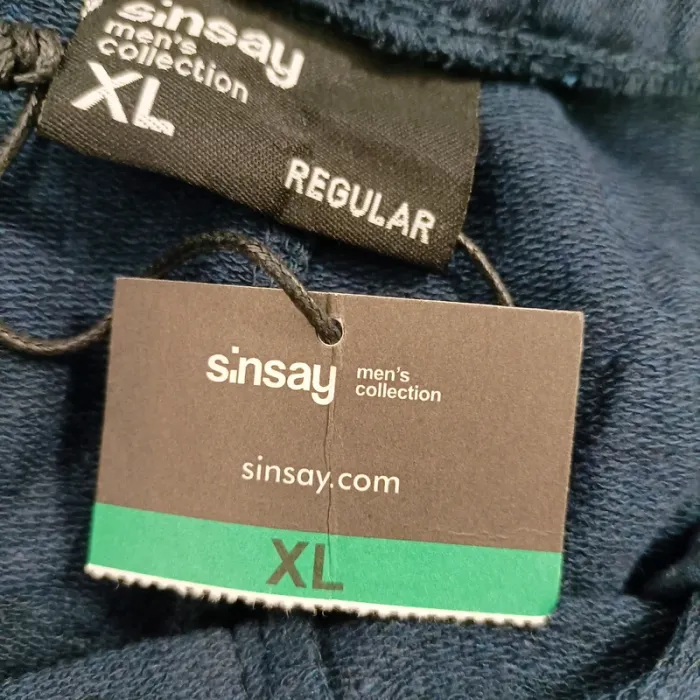 sinsay
men's
collection
XL
REGULAR
sinsay men's
collection
sinsay.com
XL